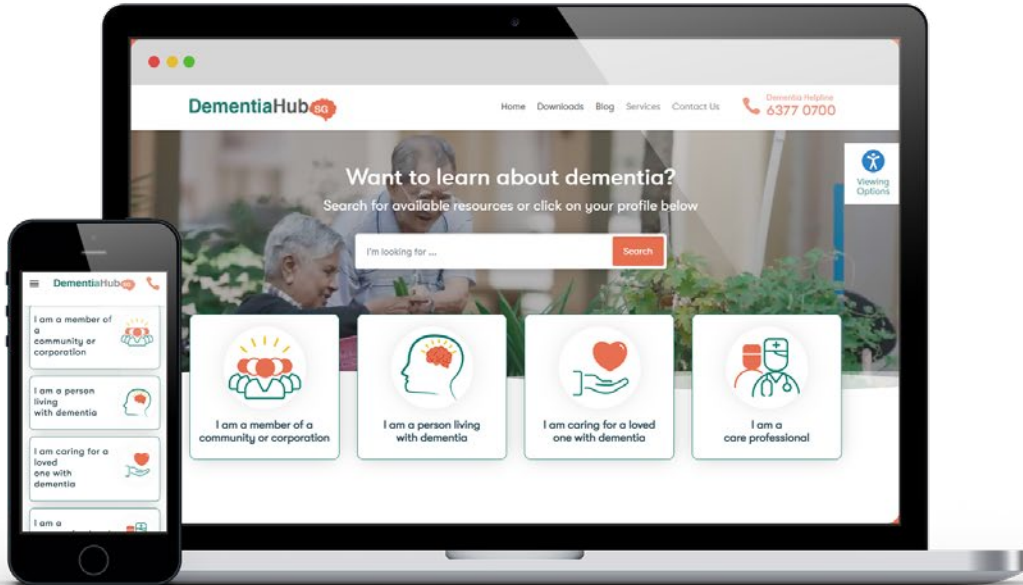 DementiaHub SG
Home Downloads Blog Services Contact Us
Dementia Helpline
6377 0700
Want to learn about dementia?
Search for available resources or click on your profile below
I'm looking for ...
Search
Viewing
Options
I am a member of a
community or corporation
I am a person living
with dementia
I am caring for a loved
one with dementia
I am a
care professional
DementiaHub SG
I am a member of
a
community or
corporation
I am a person
living
with dementia
I am caring for a
loved
one with
dementia
I am a